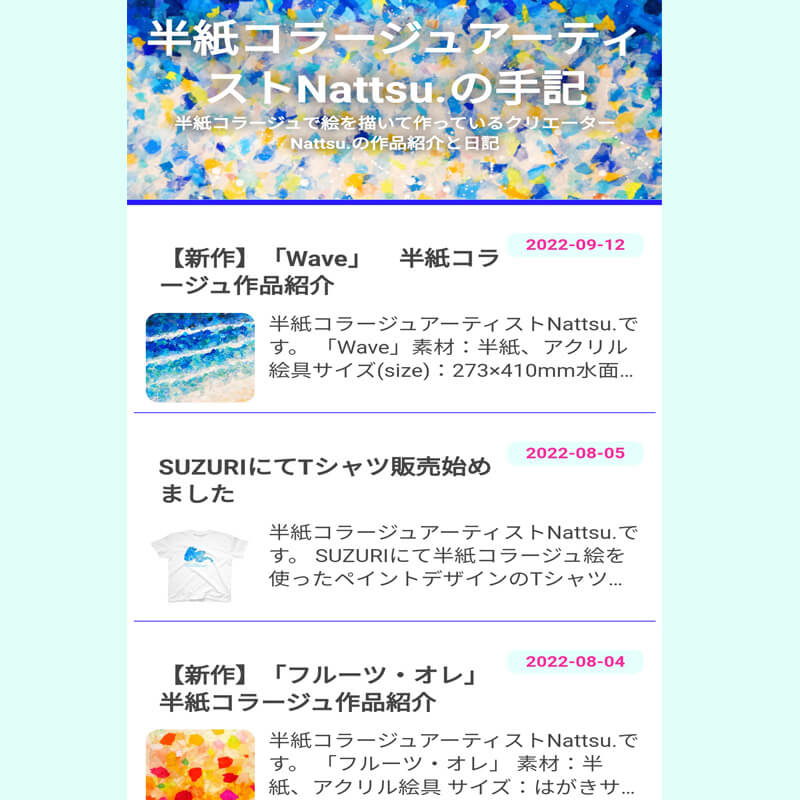 半紙コラージュアーティ
ストNattsu.の手記
半紙コラージュで絵を描いて作っているクリエーター
Nattsu.の作品紹介と日記
2022-09-12
【新作】「Wave」　半紙コラ
ージュ作品紹介
半紙コラージュアーティストNattsu.で
す。 「Wave」素材：半紙、アクリル
絵具サイズ(size)：273×410mm水面…
2022-08-05
SUZURIにてTシャツ販売始め
ました
半紙コラージュアーティストNattsu.で
す。 SUZURIにて半紙コラージュ絵を
使ったペイントデザインのTシャツ…
2022-08-04
【新作】「フルーツ・オレ」
半紙コラージュ作品紹介
半紙コラージュアーティストNattsu.で
す。 「フルーツ・オレ」 素材：半
紙、アクリル絵具 サイズ：はがきサ…